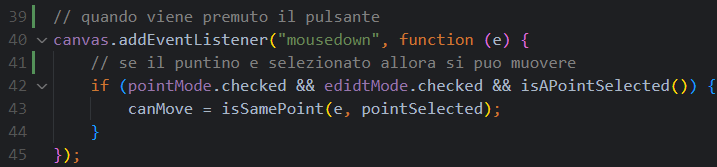 39 // quando viene premuto il pulsante
40 canvas.addEventListener("mousedown", function (e) {
41 // se il puntino e selezionato allora si puo muovere
42 if (pointMode.checked && edidtMode.checked && isAPointSelected()) {
43 canMove = isSamePoint(e, pointSelected);
44 }
45 });